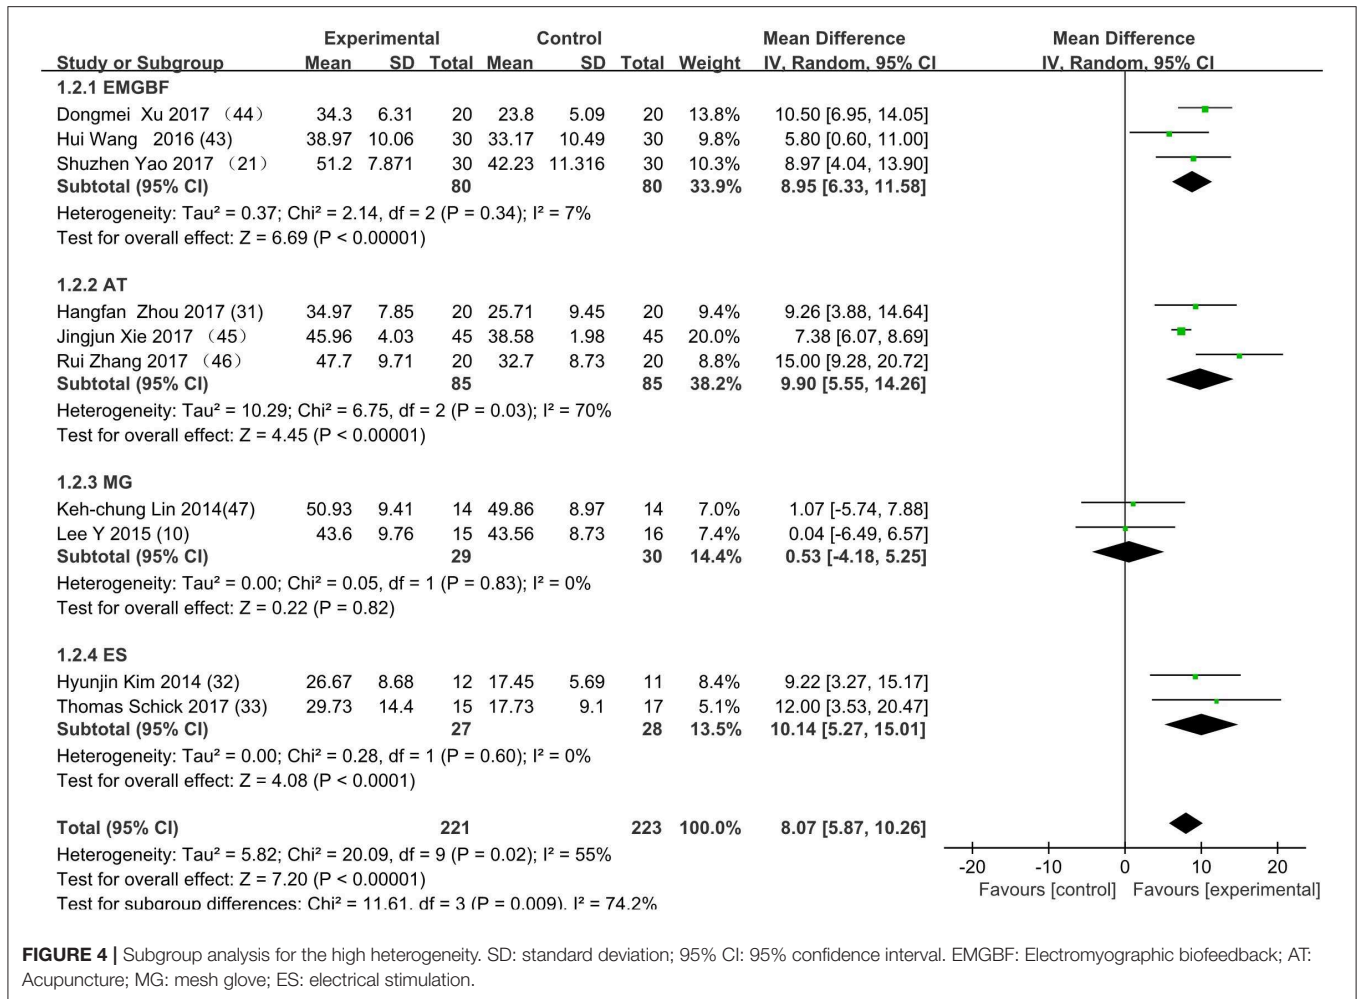 Experimental Control Mean Difference Mean Difference
Study or Subgroup Mean SD Total Mean SD Total Weight IV, Random, 95% CI IV, Random, 95% CI
1.2.1 EMGBF
Dongmei Xu 2017 （44） 34.3 6.31 20 23.8 5.09 20 13.8% 10.50 [6.95, 14.05]
Hui Wang 2016 (43) 38.97 10.06 30 33.17 10.49 30 9.8% 5.80 [0.60, 11.00]
Shuzhen Yao 2017 （21） 51.2 7.871 30 42.23 11.316 30 10.3% 8.97 [4.04, 13.90]
Subtotal (95% CI) 80 80 33.9% 8.95 [6.33, 11.58]
Heterogeneity: Tau² = 0.37; Chi² = 2.14, df = 2 (P = 0.34); I² = 7%
Test for overall effect: Z = 6.69 (P < 0.00001)
1.2.2 AT
Hangfan Zhou 2017 (31) 34.97 7.85 20 25.71 9.45 20 9.4% 9.26 [3.88, 14.64]
Jingjun Xie 2017 （45） 45.96 4.03 45 38.58 1.98 45 20.0% 7.38 [6.07, 8.69]
Rui Zhang 2017 （46） 47.7 9.71 20 32.7 8.73 20 8.8% 15.00 [9.28, 20.72]
Subtotal (95% CI) 85 85 38.2% 9.90 [5.55, 14.26]
Heterogeneity: Tau² = 10.29; Chi² = 6.75, df = 2 (P = 0.03); I² = 70%
Test for overall effect: Z = 4.45 (P < 0.00001)
1.2.3 MG
Keh-chung Lin 2014(47) 50.93 9.41 14 49.86 8.97 14 7.0% 1.07 [-5.74, 7.88]
Lee Y 2015 (10) 43.6 9.76 15 43.56 8.73 16 7.4% 0.04 [-6.49, 6.57]
Subtotal (95% CI) 29 30 14.4% 0.53 [-4.18, 5.25]
Heterogeneity: Tau² = 0.00; Chi² = 0.05, df = 1 (P = 0.83); I² = 0%
Test for overall effect: Z = 0.22 (P = 0.82)
1.2.4 ES
Hyunjin Kim 2014 (32) 26.67 8.68 12 17.45 5.69 11 8.4% 9.22 [3.27, 15.17]
Thomas Schick 2017 (33) 29.73 14.4 15 17.73 9.1 17 5.1% 12.00 [3.53, 20.47]
Subtotal (95% CI) 27 28 13.5% 10.14 [5.27, 15.01]
Heterogeneity: Tau² = 0.00; Chi² = 0.28, df = 1 (P = 0.60); I² = 0%
Test for overall effect: Z = 4.08 (P < 0.0001)
Total (95% CI) 221 223 100.0% 8.07 [5.87, 10.26]
Heterogeneity: Tau² = 5.82; Chi² = 20.09, df = 9 (P = 0.02); I² = 55%
Test for overall effect: Z = 7.20 (P < 0.00001)
Test for subgroup differences: Chi² = 11.61, df = 3 (P = 0.009), I² = 74.2%
-20 -10 0 10 20
Favours [control] Favours [experimental]
FIGURE 4 | Subgroup analysis for the high heterogeneity. SD: standard deviation; 95% CI: 95% confidence interval. EMGBF: Electromyographic biofeedback; AT:
Acupuncture; MG: mesh glove; ES: electrical stimulation.